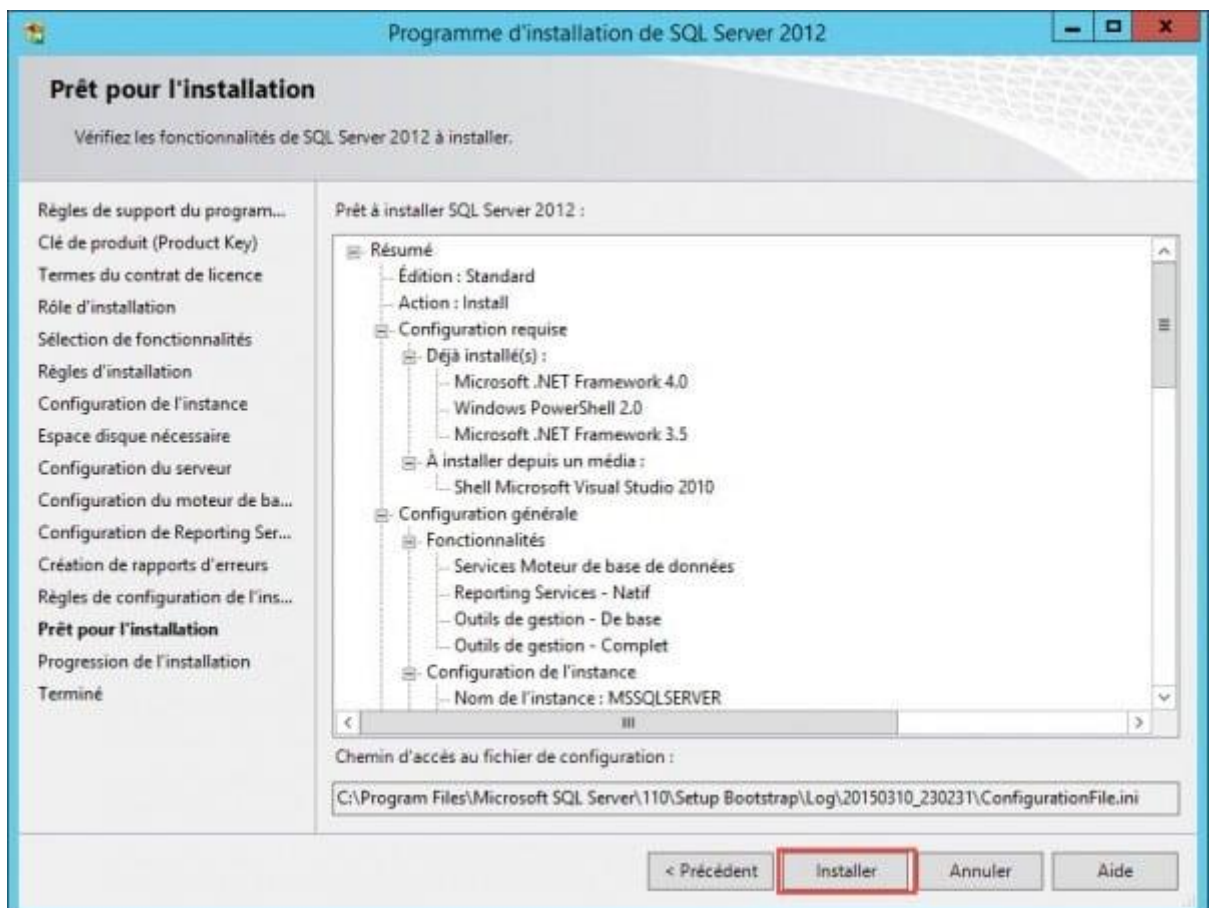 Programme d'installation de SQL Server 2012
Prêt pour l'installation
Vérifiez les fonctionnalités de SQL Server 2012 à installer.
Règles de support du program...
Clé de produit (Product Key)
Termes du contrat de licence
Rôle d'installation
Sélection de fonctionnalités
Règles d'installation
Configuration de l'instance
Espace disque nécessaire
Configuration du serveur
Configuration du moteur de ba...
Configuration de Reporting Ser...
Création de rapports d'erreurs
Règles de configuration de l'ins...
Prêt pour l'installation
Progression de l'installation
Terminé
Prêt à installer SQL Server 2012 :
Résumé
Édition : Standard
Action : Install
Configuration requise
Déjà installé(s) :
Microsoft .NET Framework 4.0
Windows PowerShell 2.0
Microsoft .NET Framework 3.5
À installer depuis un média :
Shell Microsoft Visual Studio 2010
Configuration générale
Fonctionnalités
Services Moteur de base de données
Reporting Services - Natif
Outils de gestion - De base
Outils de gestion - Complet
Configuration de l'instance
Nom de l'instance : MSSQLSERVER
Chemin d'accès au fichier de configuration :
C:\Program Files\Microsoft SQL Server\110\Setup Bootstrap\Log\20150310_230231\ConfigurationFile.ini
< Précédent
Installer
Annuler
Aide